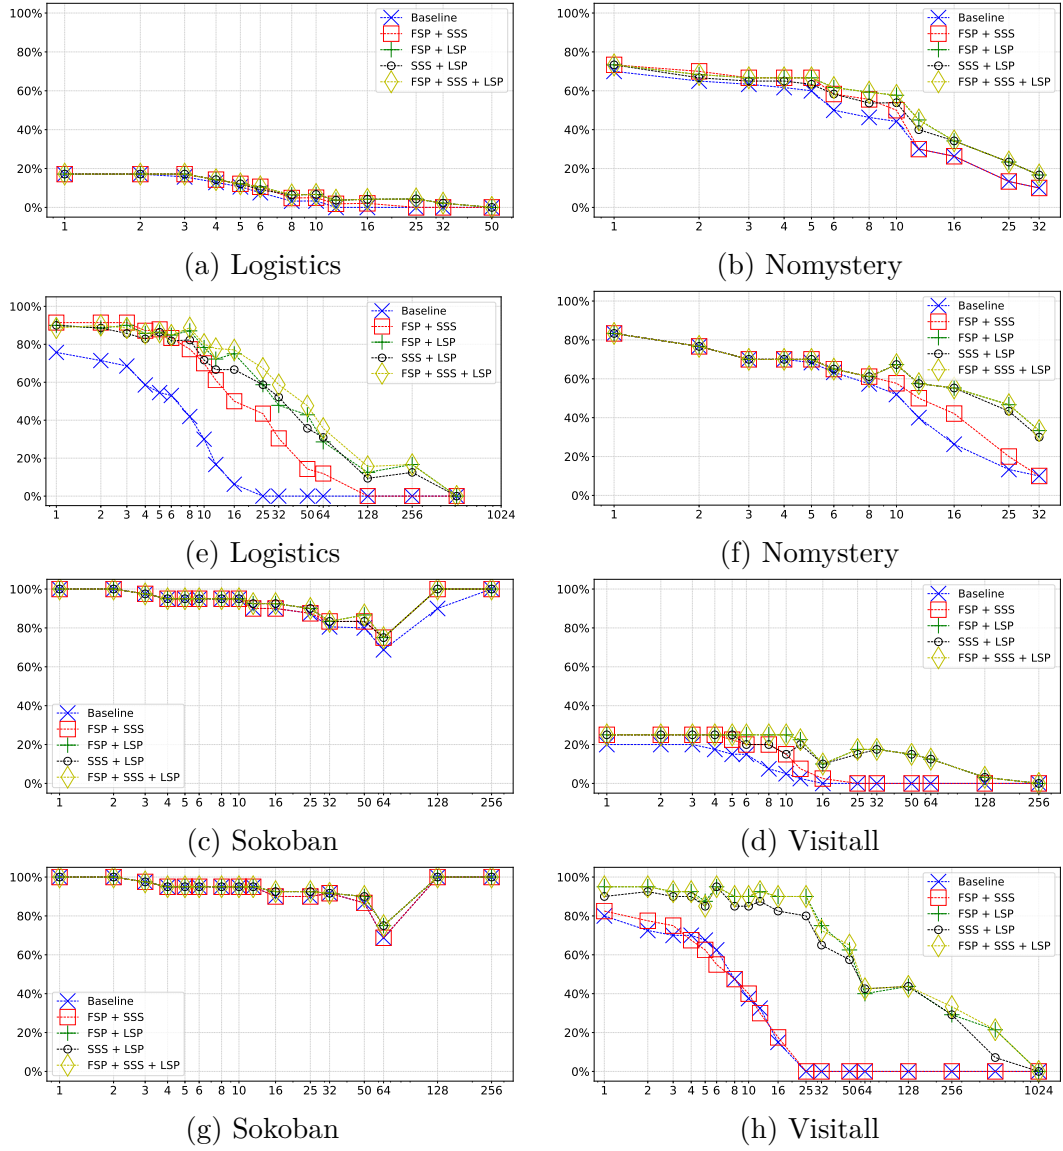 100%
80%
60%
40%
20%
0%
Baseline
FSP + SSS
FSP + LSP
SSS + LSP
FSP + SSS + LSP
1 2 3 4 5 6 8 10 16 25 32 50
(a) Logistics
100%
80%
60%
40%
20%
0%
Baseline
FSP + SSS
FSP + LSP
SSS + LSP
FSP + SSS + LSP
1 2 3 4 5 6 8 10 16 25 32
(b) Nomystery
100%
80%
60%
40%
20%
0%
Baseline
FSP + SSS
FSP + LSP
SSS + LSP
FSP + SSS + LSP
1 2 3 4 5 6 8 10 16 25 32 50 64 128 256 1024
(e) Logistics
100%
80%
60%
40%
20%
0%
Baseline
FSP + SSS
FSP + LSP
SSS + LSP
FSP + SSS + LSP
1 2 3 4 5 6 8 10 16 25 32
(f) Nomystery
100%
80%
60%
40%
20%
0%
Baseline
FSP + SSS
FSP + LSP
SSS + LSP
FSP + SSS + LSP
1 2 3 4 5 6 8 10 16 25 32 50 64 128 256
(c) Sokoban
100%
80%
60%
40%
20%
0%
Baseline
FSP + SSS
FSP + LSP
SSS + LSP
FSP + SSS + LSP
1 2 3 4 5 6 8 10 16 25 32 50 64 128 256
(d) Visitall
100%
80%
60%
40%
20%
0%
Baseline
FSP + SSS
FSP + LSP
SSS + LSP
FSP + SSS + LSP
1 2 3 4 5 6 8 10 16 25 32 50 64 128 256
(g) Sokoban
100%
80%
60%
40%
20%
0%
Baseline
FSP + SSS
FSP + LSP
SSS + LSP
FSP + SSS + LSP
1 2 3 4 5 6 8 10 16 25 32 50 64 128 256 1024
(h) Visitall